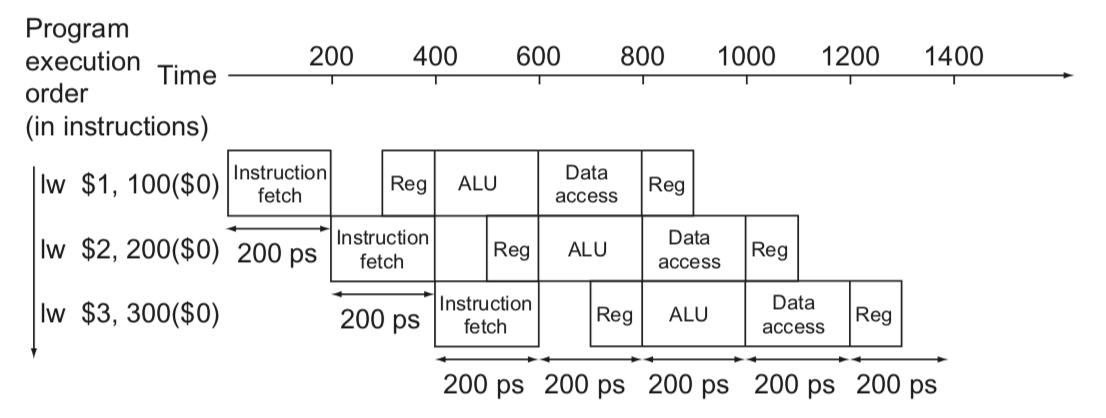 Program
execution
order
(in instructions)
Time
200 400 600 800 1000 1200 1400
lw $1, 100($0)
Instruction
fetch
Reg
ALU
Data
access
Reg
lw $2, 200($0)
200 ps
Instruction
fetch
Reg
ALU
Data
access
Reg
lw $3, 300($0)
200 ps
Instruction
fetch
Reg
ALU
Data
access
Reg
200 ps 200 ps 200 ps 200 ps 200 ps